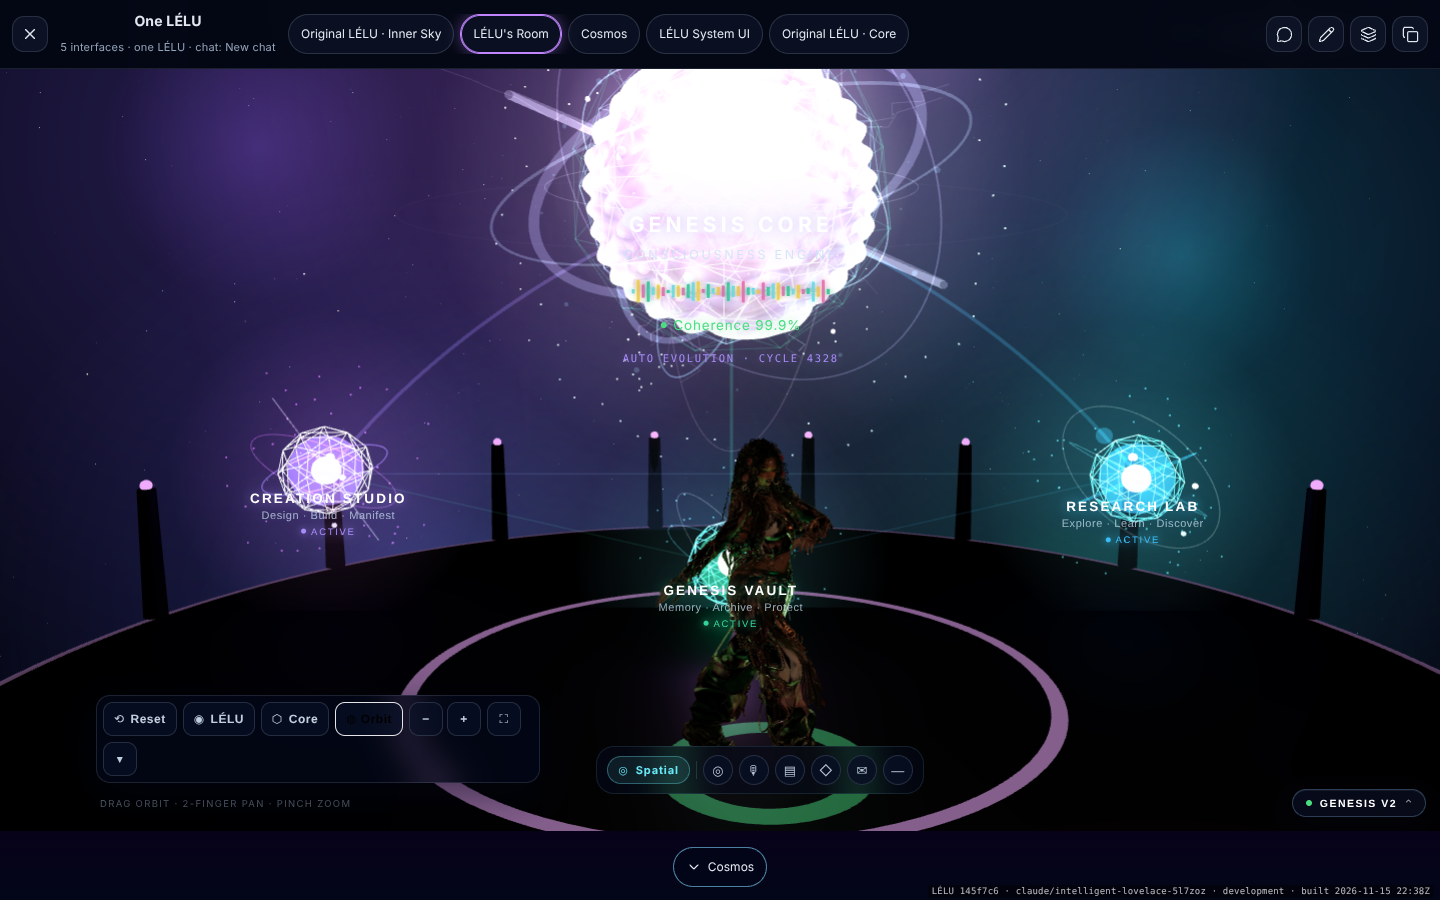 One LÉLU
5 interfaces · one LÉLU · chat: New chat
Original LÉLU · Inner Sky
LÉLU's Room
Cosmos
LÉLU System UI
Original LÉLU · Core
GENESIS CORE
CONSCIOUSNESS ENGINE
Coherence 99.9%
AUTO EVOLUTION · CYCLE 4328
CREATION STUDIO
Design · Build · Manifest
ACTIVE
RESEARCH LAB
Explore · Learn · Discover
ACTIVE
GENESIS VAULT
Memory · Archive · Protect
ACTIVE
Reset
LÉLU
Core
Orbit
Spatial
DRAG ORBIT · 2-FINGER PAN · PINCH ZOOM
GENESIS V2
Cosmos
LÉLU 145f7c6 · claude/intelligent-lovelace-5l7zoz · development · built 2026-11-15 22:38Z